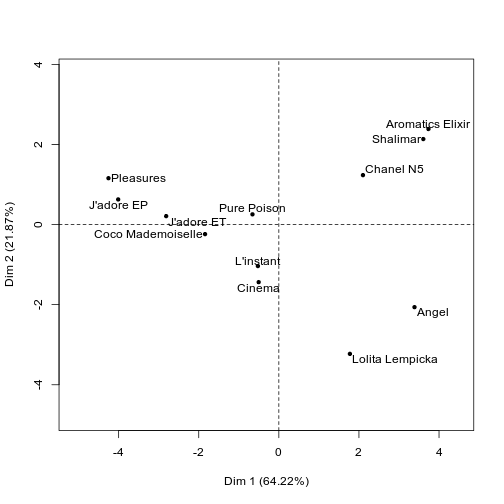 4
Aromatics Elixir
Shalimar
2
Chanel N5
Pleasures
J'adore EP
Pure Poison
J'adore ET
0
Coco Mademoiselle
L'instant
Cinéma
-2
Angel
Lolita Lempicka
-4
-4 -2 0 2 4
Dim 1 (64.22%)
Dim 2 (21.87%)